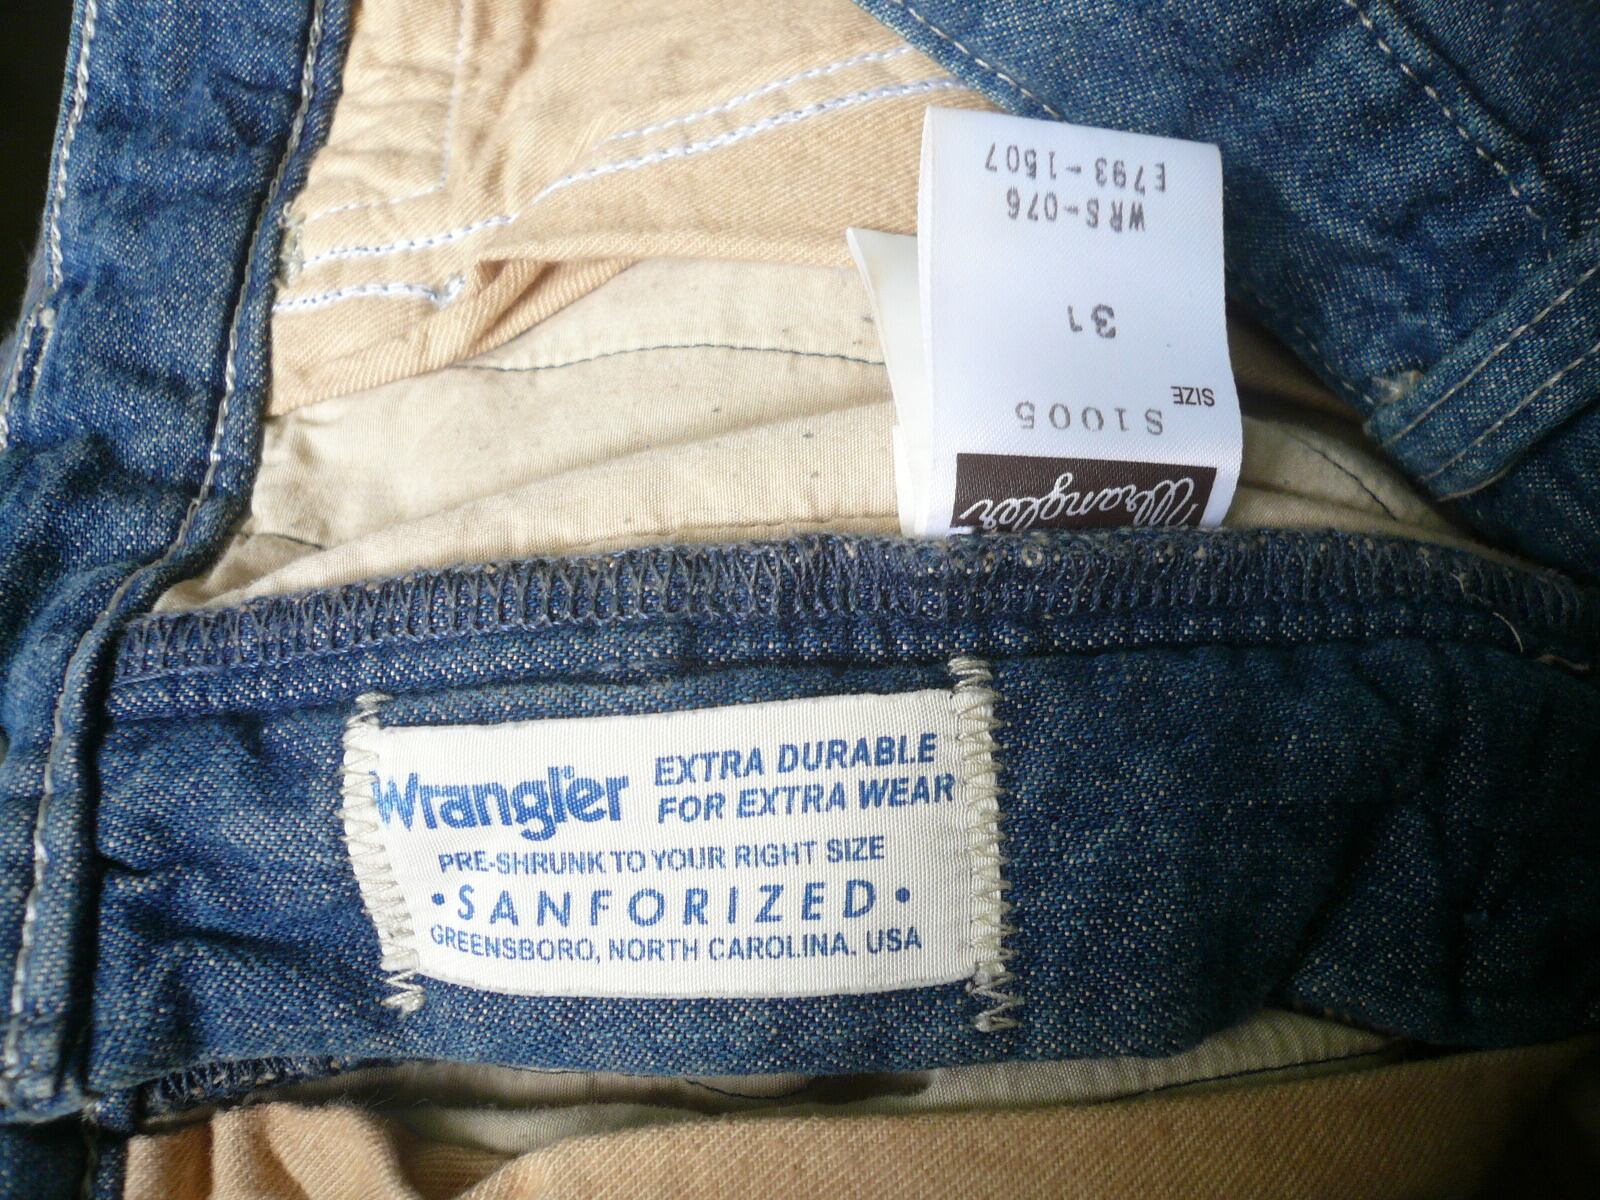 Wrangler
S1005
SIZE
31
WRS-076
E793-1507
Wrangler
EXTRA DURABLE
FOR EXTRA WEAR
PRE-SHRUNK TO YOUR RIGHT SIZE
•SANFORIZED•
GREENSBORO, NORTH CAROLINA. USA